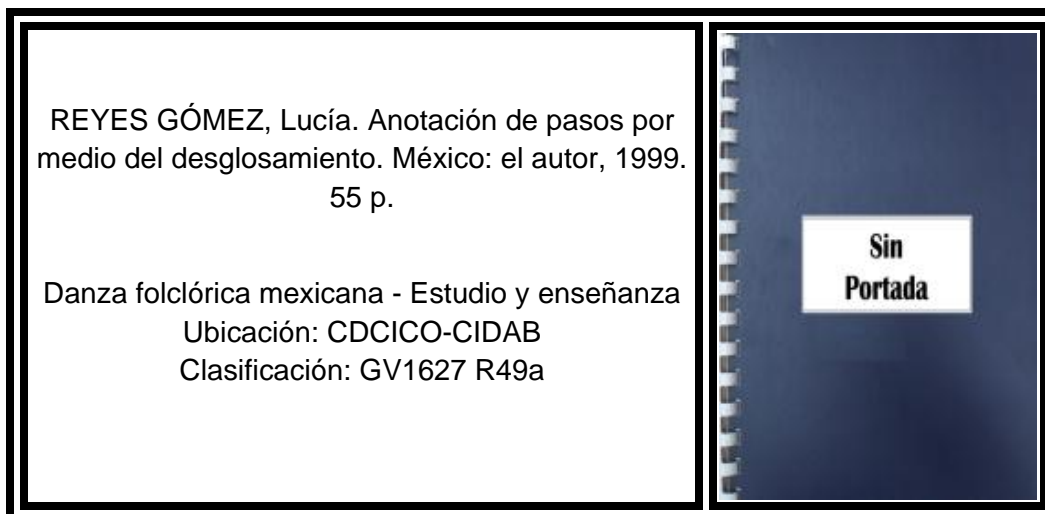 REYES GÓMEZ, Lucía. Anotación de pasos por
medio del desglosamiento. México: el autor, 1999.
55 p.
Danza folclórica mexicana - Estudio y enseñanza
Ubicación: CDCICO-CIDAB
Clasificación: GV1627 R49a
Sin
Portada